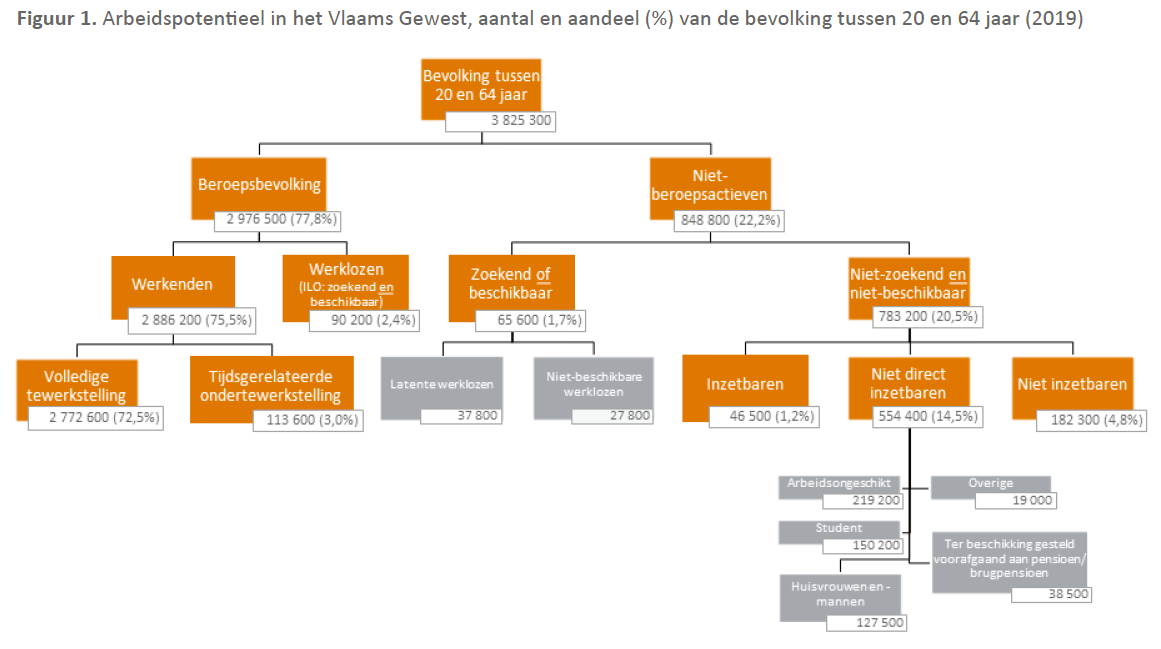 Figuur 1. Arbeidspotentieel in het Vlaams Gewest, aantal en aandeel (%) van de bevolking tussen 20 en 64 jaar (2019)
Bevolking tussen
20 en 64 jaar
3 825 300
Beroepsbevolking
2 976 500 (77,8%)
Niet-
beroepsactieven
848 800 (22,2%)
Werkenden
2 886 200 (75,5%)
Werklozen
(ILO: zoekend en
beschikbaar)
90 200 (2,4%)
Zoekend of
beschikbaar
65 600 (1,7%)
Niet-zoekend en
niet-beschikbaar
783 200 (20,5%)
Volledige
tewerkstelling
2 772 600 (72,5%)
Tijdsgerelateerde
ondertewerkstelling
113 600 (3,0%)
Latente werklozen
37 800
Niet-beschikbare
werklozen
27 800
Inzetbaren
46 500 (1,2%)
Niet direct
inzetbaren
554 400 (14,5%)
Niet inzetbaren
182 300 (4,8%)
Arbeidsongeschikt
219 200
Overige
19 000
Student
150 200
Ter beschikking gesteld
voorafgaand aan pensioen/
brugpensioen
38 500
Huisvrouwen en -
mannen
127 500